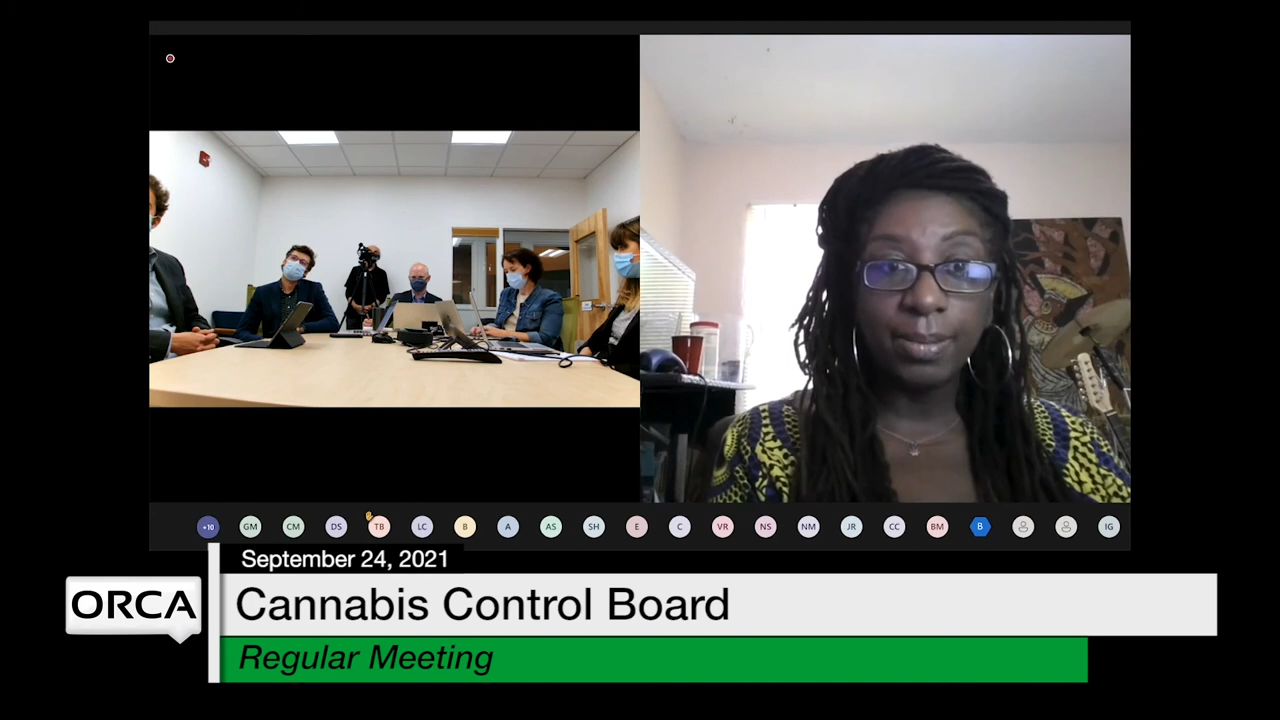 +10 GM CM DS TB LC B A AS SH E C VR NS NM JR CC BM B IG
September 24, 2021
ORCA
Cannabis Control Board
Regular Meeting